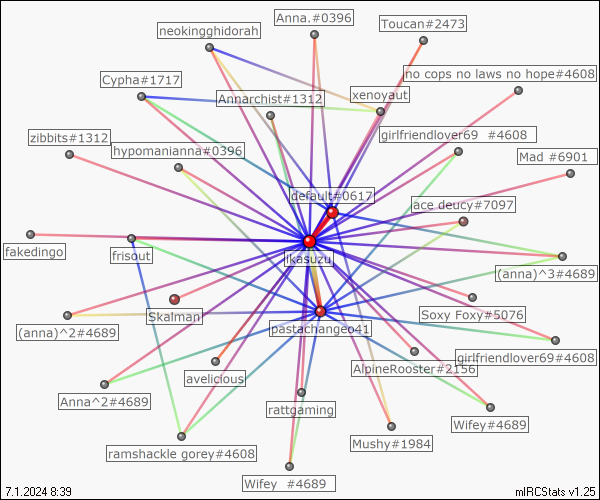 Anna.#0396
Toucan#2473
neokingghidorah
no cops no laws no hope#4608
Cypha#1717
Annarchist#1312
xenoyaut
girlfriendlover69 #4608
zibbits#1312
hypomanianna#0396
Mad #6901
default#0617
ace deucy#7097
fakedingo
frisout
ikasuzu
(anna)^3#4689
Skalman
Soxy Foxy#5076
(anna)^2#4689
pastachangeo41
girlfriendlover69#4608
avelicious
AlpineRooster#2156
Anna^2#4689
rattgaming
Wifey#4689
Mushy#1984
ramshackle gorey#4608
Wifey #4689
7.1.2024 8:39
mIRCStats v1.25